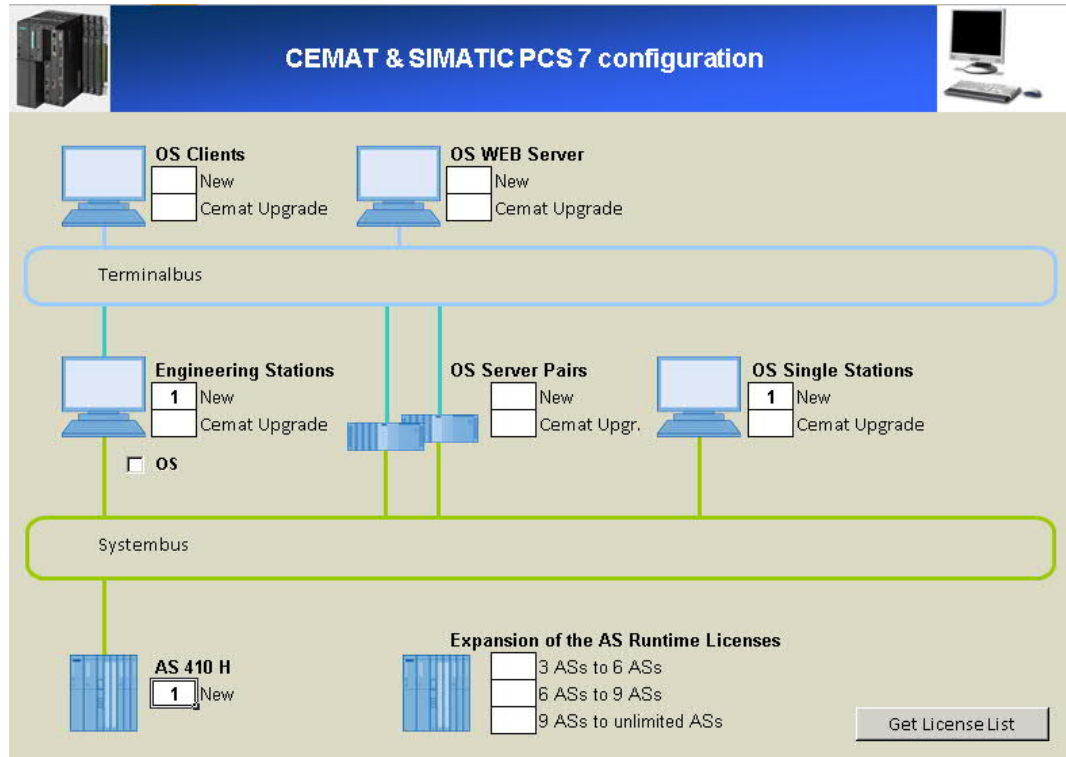 CEMAT & SIMATIC PCS 7 configuration
OS Clients
New
Cemat Upgrade
OS WEB Server
New
Cemat Upgrade
Terminalbus
Engineering Stations
1 New
Cemat Upgrade
OS
OS Server Pairs
New
Cemat Upgr.
OS Single Stations
1 New
Cemat Upgrade
Systembus
AS 410 H
1 New
Expansion of the AS Runtime Licenses
3 ASs to 6 ASs
6 ASs to 9 ASs
9 ASs to unlimited ASs
Get License List